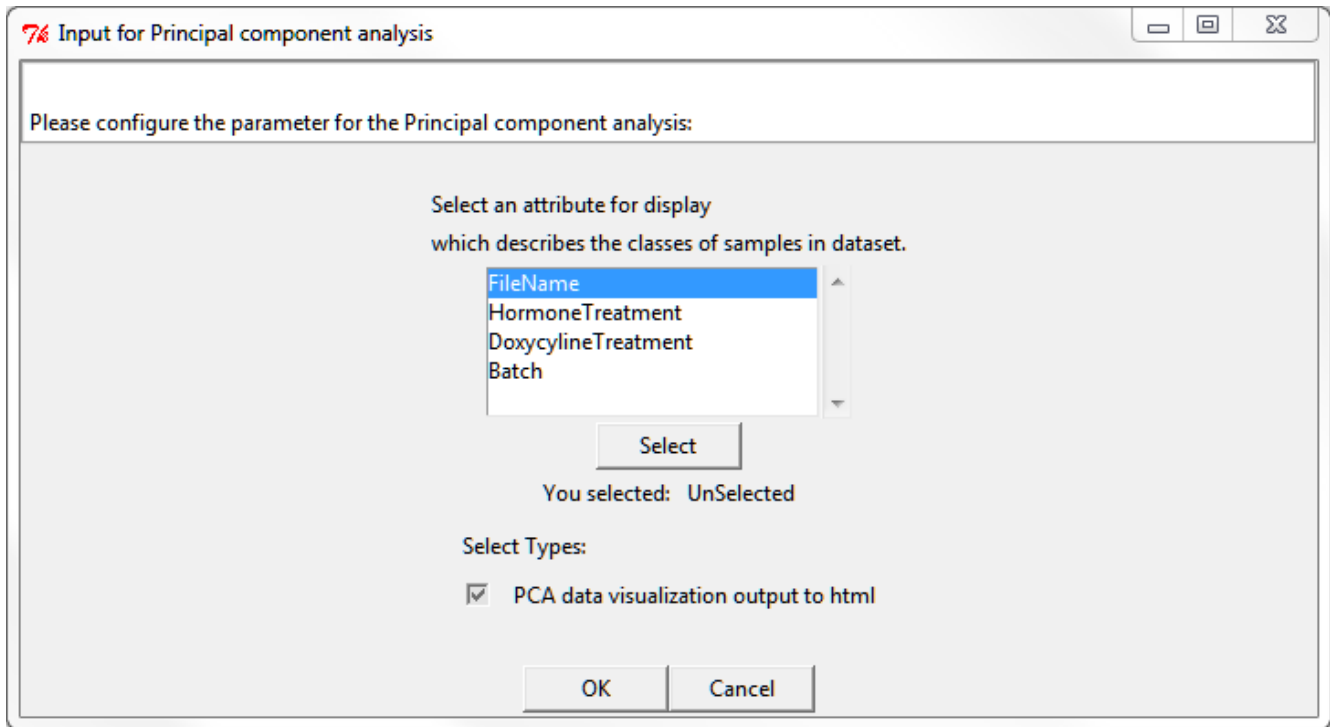 Input for Principal component analysis
Please configure the parameter for the Principal component analysis:
Select an attribute for display
which describes the classes of samples in dataset.
FileName
HormoneTreatment
DoxycylineTreatment
Batch
Select
You selected: UnSelected
Select Types:
PCA data visualization output to html
OK Cancel